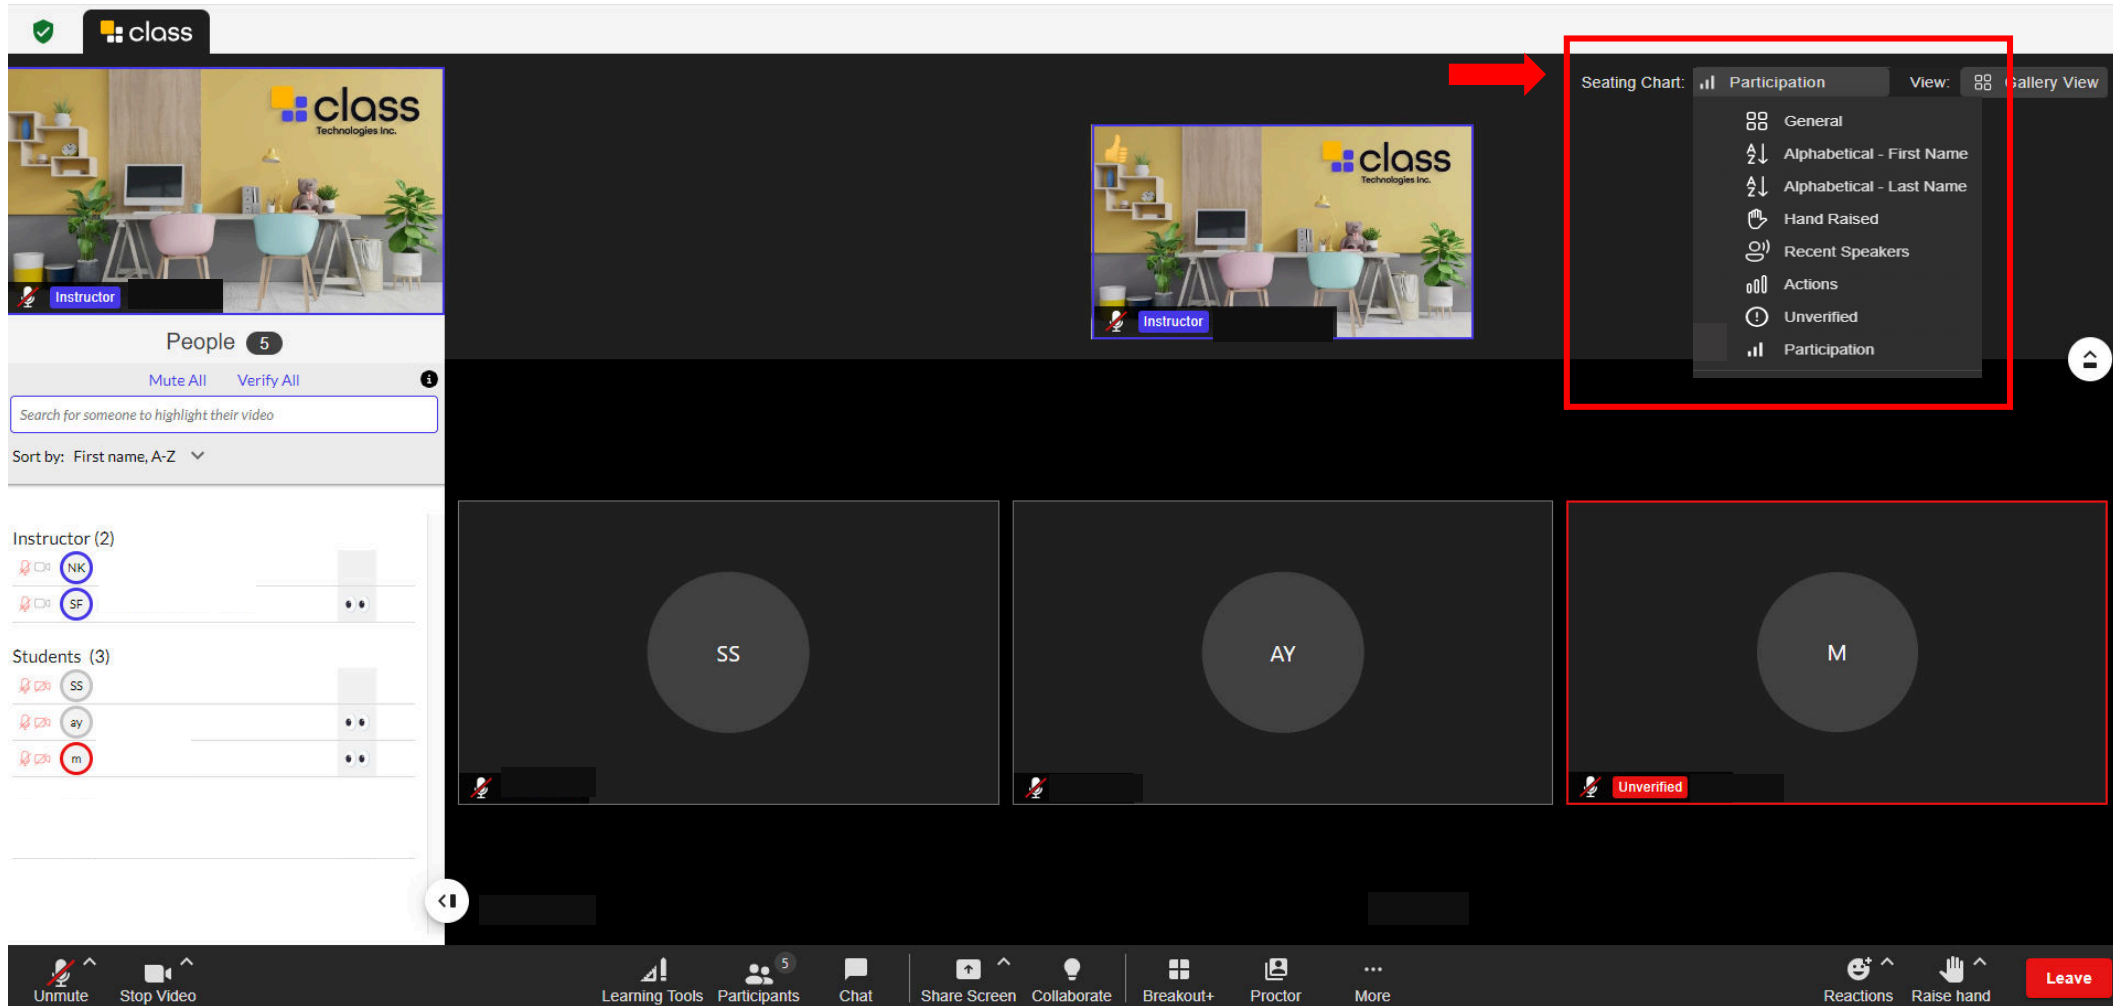 class
Seating Chart: Participation View: Gallery View
General
Alphabetical - First Name
Alphabetical - Last Name
Hand Raised
Recent Speakers
Actions
Unverified
Participation
class
Technologies Inc.
Instructor
class
Technologies Inc.
Instructor
People 5
Mute All Verify All
Search for someone to highlight their video
Sort by: First name, A-Z
Instructor (2)
NK
SF
Students (3)
SS
ay
m
SS
AY
M
Unverified
Unmute Stop Video Learning Tools Participants 5 Chat Share Screen Collaborate Breakout+ Proctor More Reactions Raise hand Leave